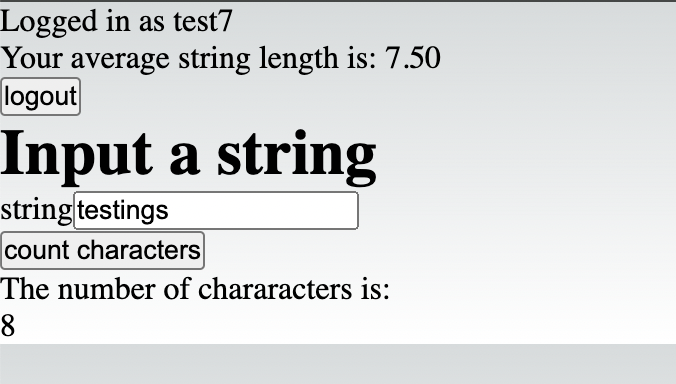 Logged in as test7
Your average string length is: 7.50
logout
Input a string
string testings
count characters
The number of chararacters is:
8